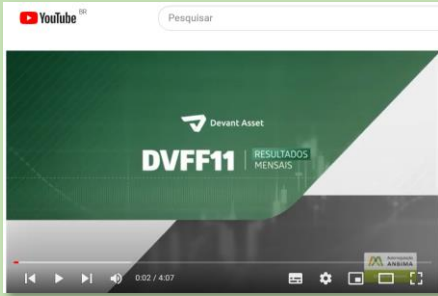 YouTube BR
Pesquisar
Devant Asset
DVFF11
RESULTADOS
MENSAIS
ANBIMA
0:02 / 4:07